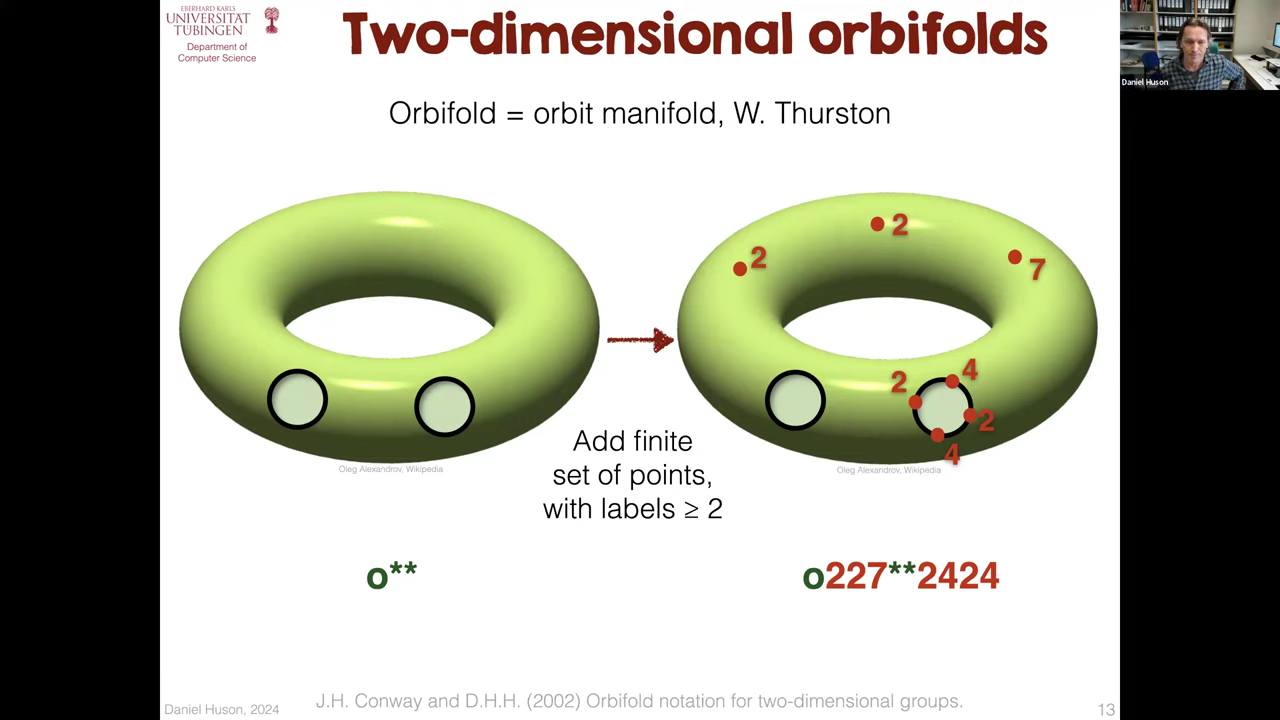 EBERHARD KARLS
UNIVERSITÄT
TÜBINGEN
Department of
Computer Science
Two-dimensional orbifolds
Daniel Huson
Orbifold = orbit manifold, W. Thurston
2
2
7
2
4
2
4
Oleg Alexandrov, Wikipedia
Oleg Alexandrov, Wikipedia
Add finite
set of points,
with labels ≥ 2
o**
o227**2424
J.H. Conway and D.H.H. (2002) Orbifold notation for two-dimensional groups.
Daniel Huson, 2024
13